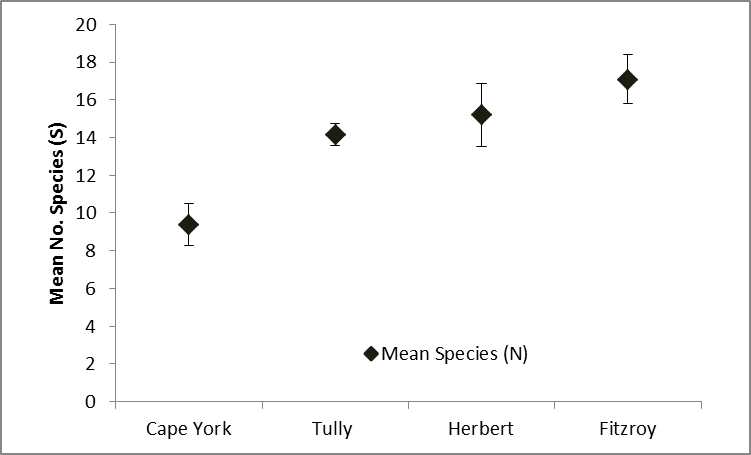 20
18
16
14
12
10
8
6
4
2
0
Mean No. Species (S)
Mean Species (N)
Cape York
Tully
Herbert
Fitzroy